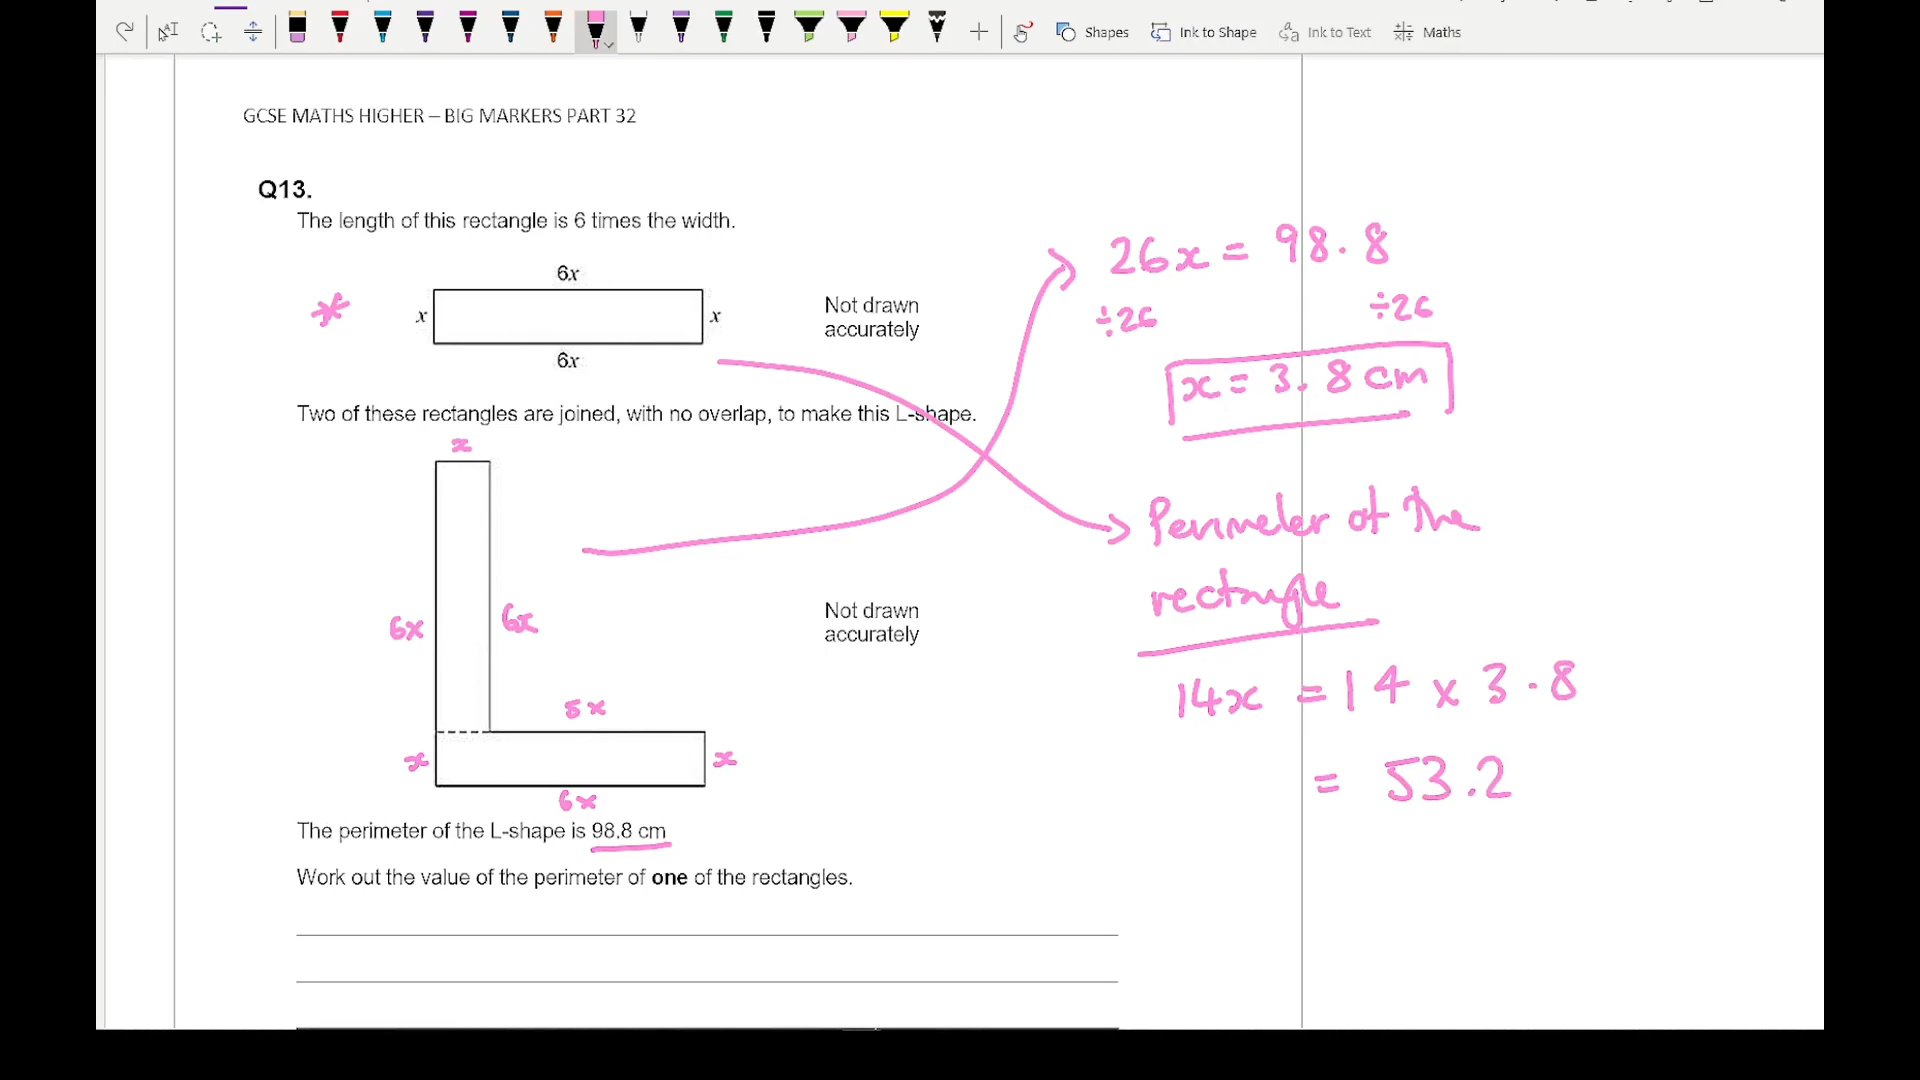 Shapes
Ink to Shape
Ink to Text
Maths
GCSE MATHS HIGHER – BIG MARKERS PART 32
Q13.
The length of this rectangle is 6 times the width.
6x
x
x
6x
Not drawn
accurately
Two of these rectangles are joined, with no overlap, to make this L-shape.
x
6x
6x
5x
x
x
6x
Not drawn
accurately
The perimeter of the L-shape is 98.8 cm
Work out the value of the perimeter of one of the rectangles.
26x = 98.8
÷26 ÷26
x = 3.8 cm
Perimeter of the
rectangle
14x = 14 x 3.8
= 53.2